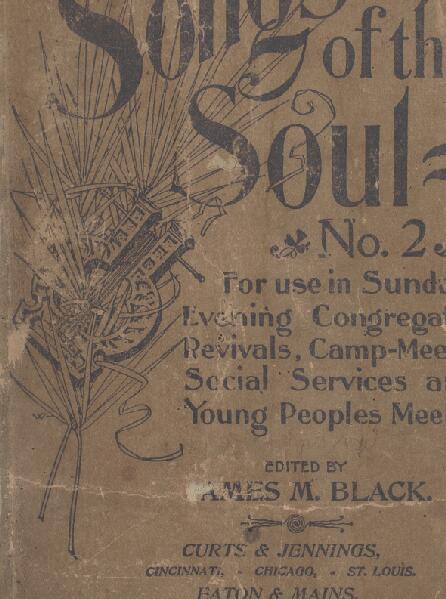 Songs
of th
Soul
No. 2
For use in Sunda
Evening Congregat
Revivals, Camp-Mee
Social Services a
Young Peoples Mee
EDITED BY
AMES M. BLACK.
CURTS & JENNINGS,
CINCINNATI, - CHICAGO, - ST. LOUIS.
EATON & MAINS,